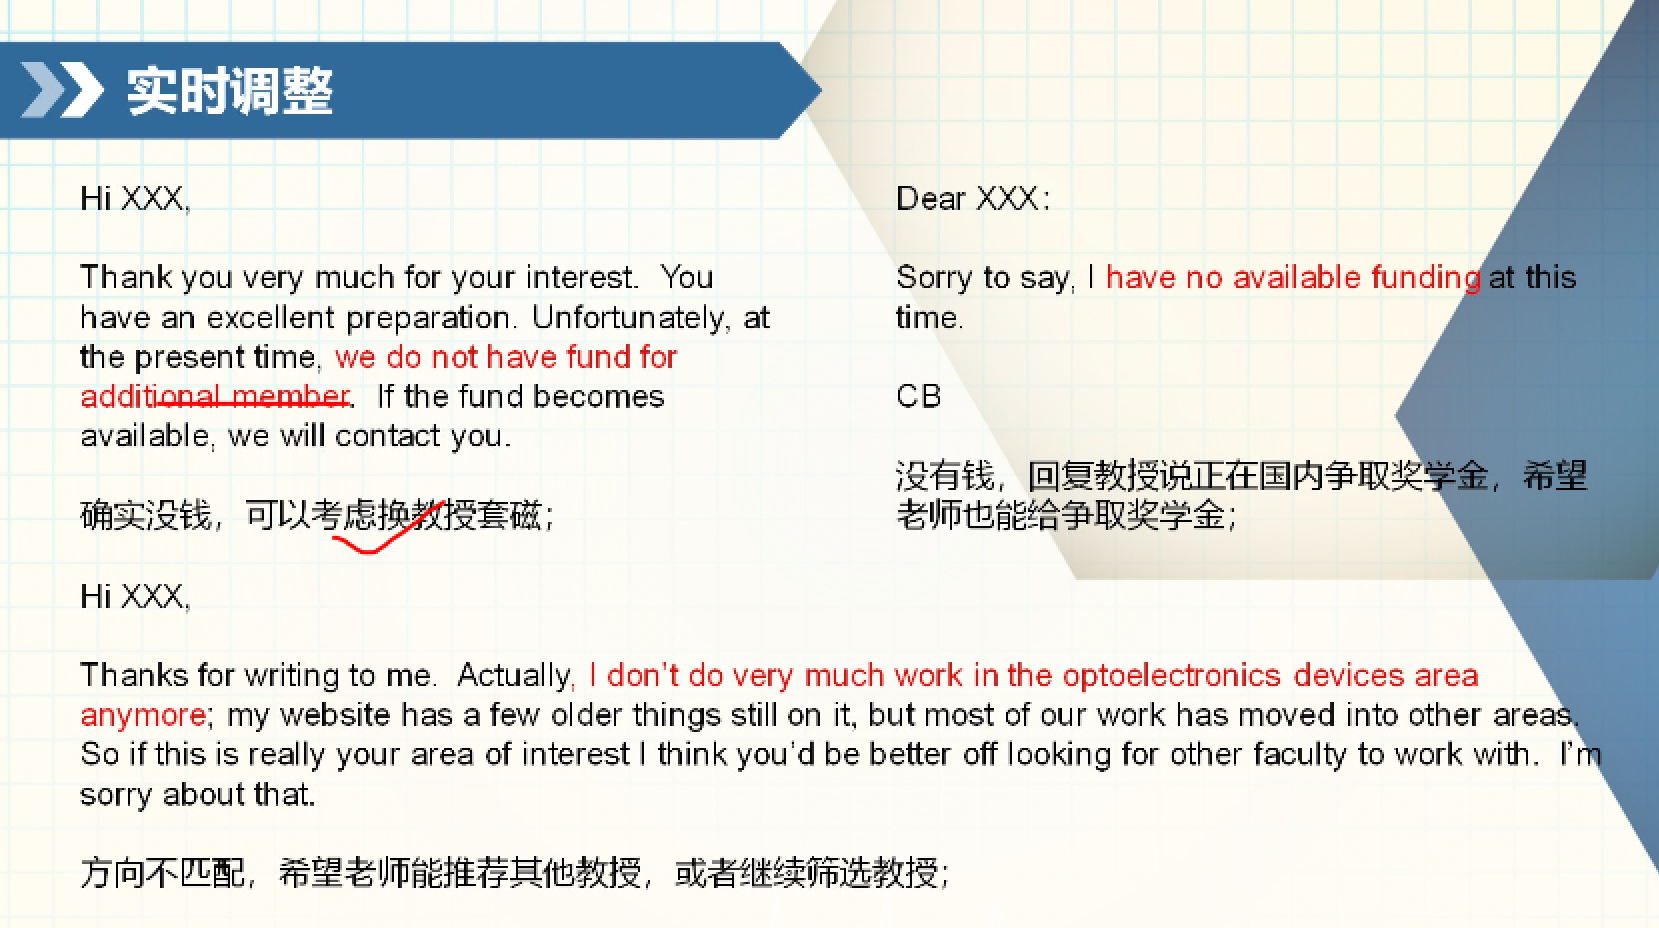 实时调整
Hi XXX,
Thank you very much for your interest.  You
have an excellent preparation. Unfortunately, at
the present time, we do not have fund for
additional member.  If the fund becomes
available, we will contact you.
确实没钱，可以考虑换教授套磁；
Dear XXX：
Sorry to say, I have no available funding at this
time.
CB
没有钱，回复教授说正在国内争取奖学金，希望
老师也能给争取奖学金；
Hi XXX,
Thanks for writing to me.  Actually, I don’t do very much work in the optoelectronics devices area
anymore; my website has a few older things still on it, but most of our work has moved into other areas.
So if this is really your area of interest I think you’d be better off looking for other faculty to work with.  I’m
sorry about that.
方向不匹配，希望老师能推荐其他教授，或者继续筛选教授；